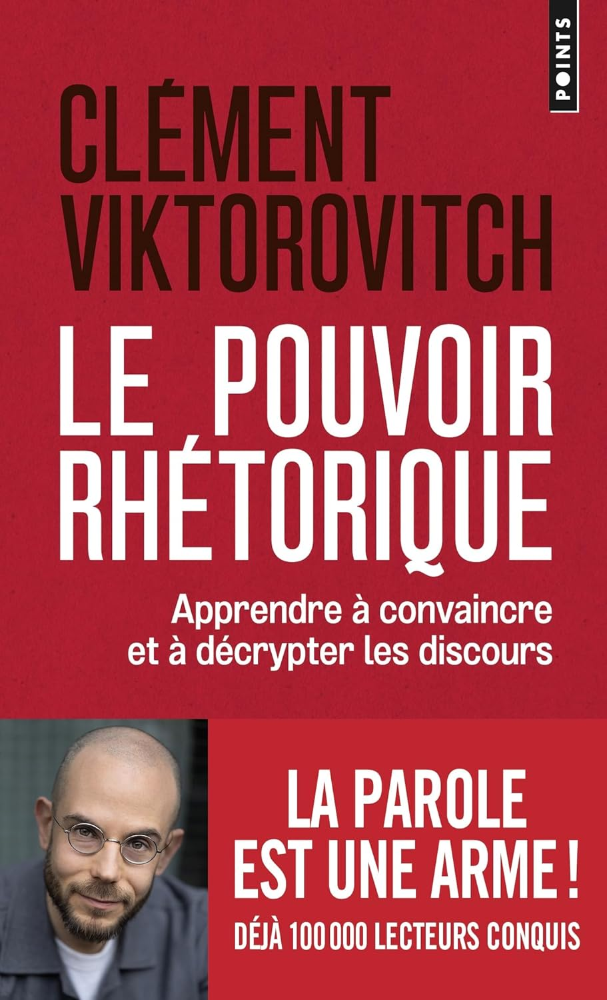 POINTS
CLÉMENT
VIKTOROVITCH
LE POUVOIR
RHÉTORIQUE
Apprendre à convaincre
et à décrypter les discours
LA PAROLE
EST UNE ARME !
DÉJÀ 100 000 LECTEURS CONQUIS